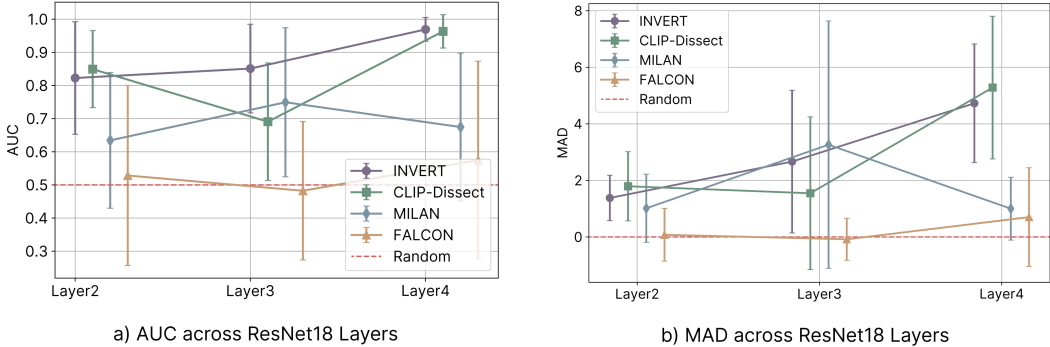 1.0
0.9
0.8
0.7
0.6
0.5
0.4
0.3
AUC
INVERT
CLIP-Dissect
MILAN
FALCON
Random
Layer2
Layer3
Layer4
a) AUC across ResNet18 Layers
8
6
4
2
0
MAD
INVERT
CLIP-Dissect
MILAN
FALCON
Random
Layer2
Layer3
Layer4
b) MAD across ResNet18 Layers